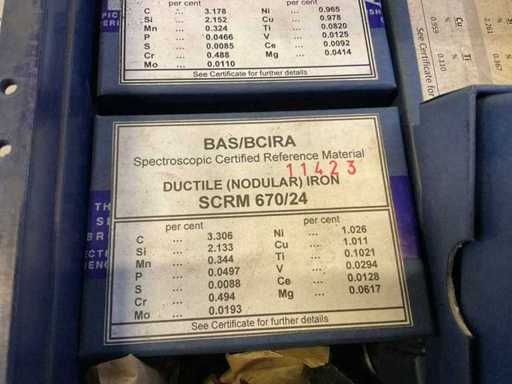 C ... 3.178 Ni ... 0.965
Si ... 2.152 Cu ... 0.978
Mn ... 0.324 Ti ... 0.0820
P ... 0.0466 V ... 0.0125
S ... 0.0085 Ce ... 0.0092
Cr ... 0.488 Mg ... 0.0414
Mo ... 0.0110
See Certificate for further details
BAS/BCIRA
Spectroscopic Certified Reference Material
11423
DUCTILE (NODULAR) IRON
SCRM 670/24
per cent per cent
C ... 3.306 Ni ... 1.026
Si ... 2.133 Cu ... 1.011
Mn ... 0.344 Ti ... 0.1021
P ... 0.0497 V ... 0.0294
S ... 0.0088 Ce ... 0.0128
Cr ... 0.494 Mg ... 0.0617
Mo ... 0.0193
See Certificate for further details